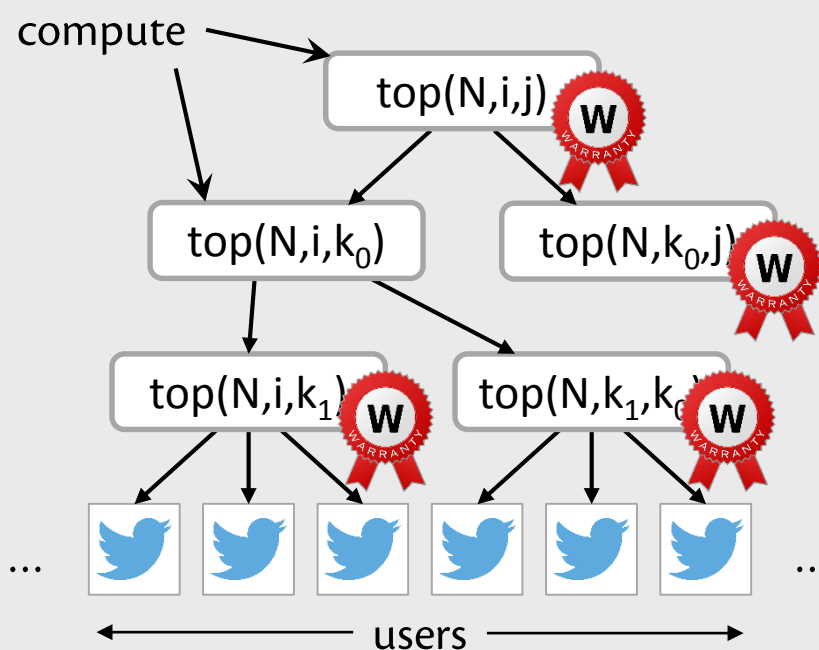 compute
top(N,i,j)
W
WARRANTY
top(N,i,k₀)
top(N,k₀,j)
W
WARRANTY
top(N,i,k₁)
W
WARRANTY
top(N,k₁,k₀)
W
WARRANTY
...
...
users